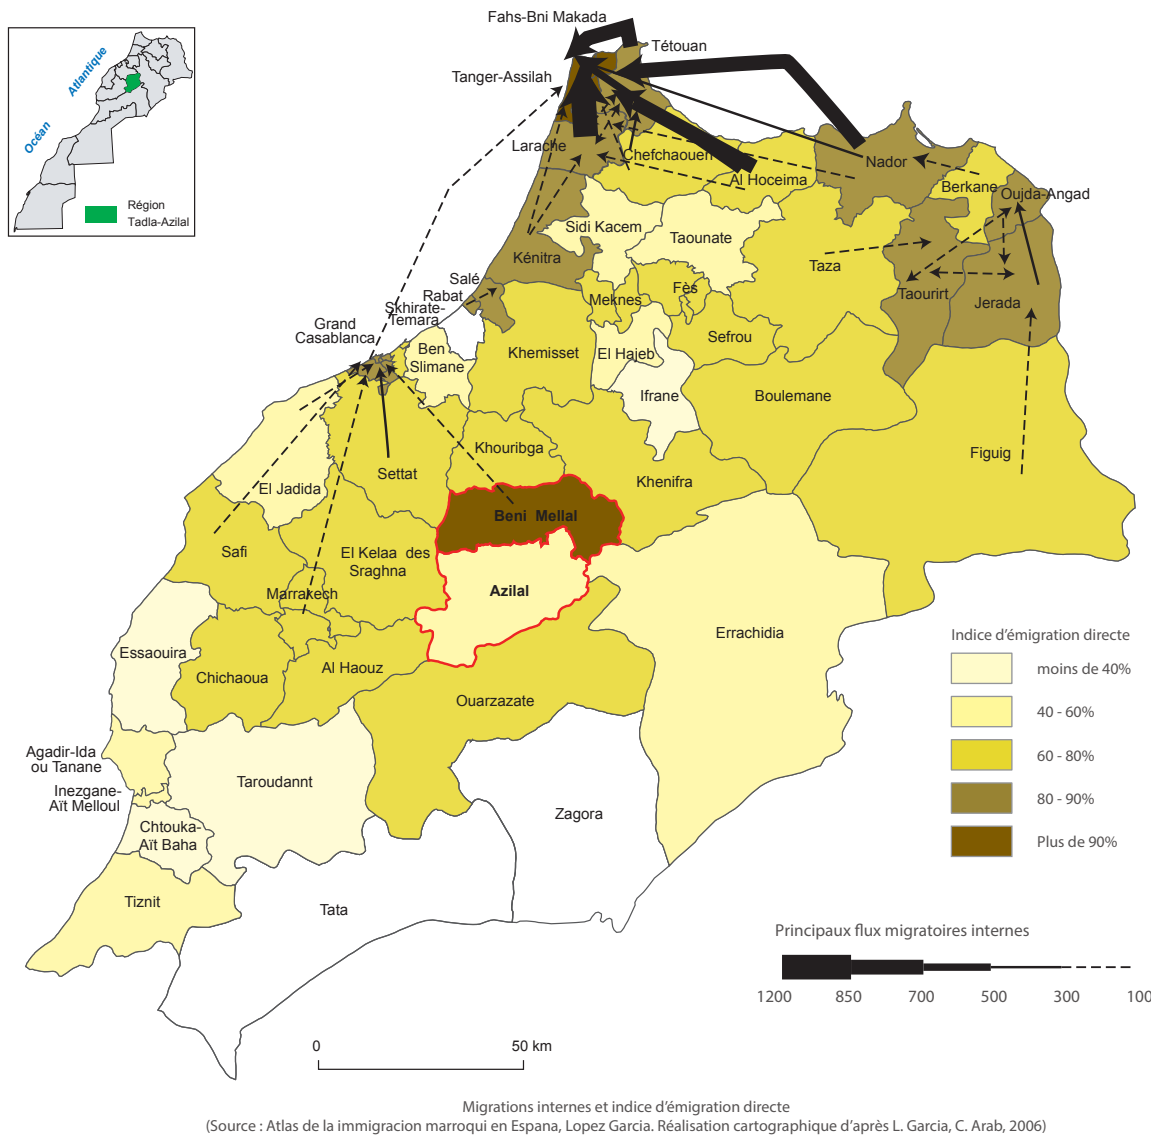 Océan
Atlantique
Région
Tadla-Azilal
Fahs-Bni Makada
Tétouan
Tanger-Assilah
Larache
Chefchaouen
Al Hoceima
Nador
Berkane
Oujda-Angad
Sidi Kacem
Taounate
Kénitra
Taza
Salé
Rabat
Skhirate-
Temara
Meknes
Fès
Taourirt
Jerada
Grand
Casablanca
Ben
Slimane
Khemisset
El Hajeb
Sefrou
Ifrane
Boulemane
Khouribga
Figuig
Settat
Khenifra
El Jadida
Beni Mellal
Safi
El Kelaa des
Sraghna
Azilal
Marrakech
Errachidia
Essaouira
Al Haouz
Chichaoua
Ouarzazate
Agadir-Ida
ou Tanane
Taroudannt
Inezgane-
Aït Melloul
Zagora
Chtouka-
Aït Baha
Tiznit
Tata
Indice d’émigration directe
moins de 40%
40 - 60%
60 - 80%
80 - 90%
Plus de 90%
Principaux flux migratoires internes
1200 850 700 500 300 100
0 50 km
Migrations internes et indice d’émigration directe
(Source : Atlas de la immigracion marroqui en Espana, Lopez Garcia. Réalisation cartographique d’après L. Garcia, C. Arab, 2006)